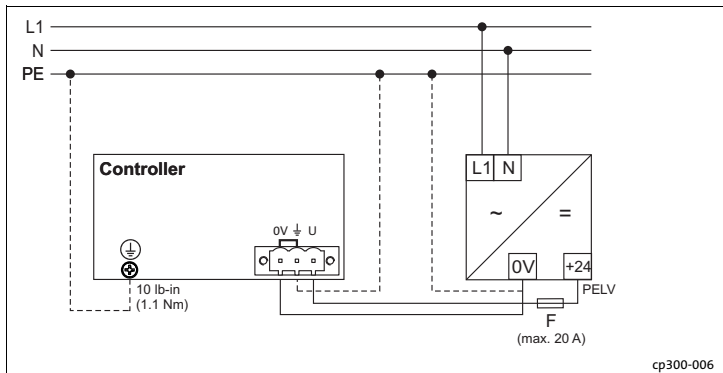 L1
N
PE
Controller
L1 N
~ =
0V ⏚ U
0V +24
10 lb-in
(1.1 Nm)
PELV
F
(max. 20 A)
cp300-006